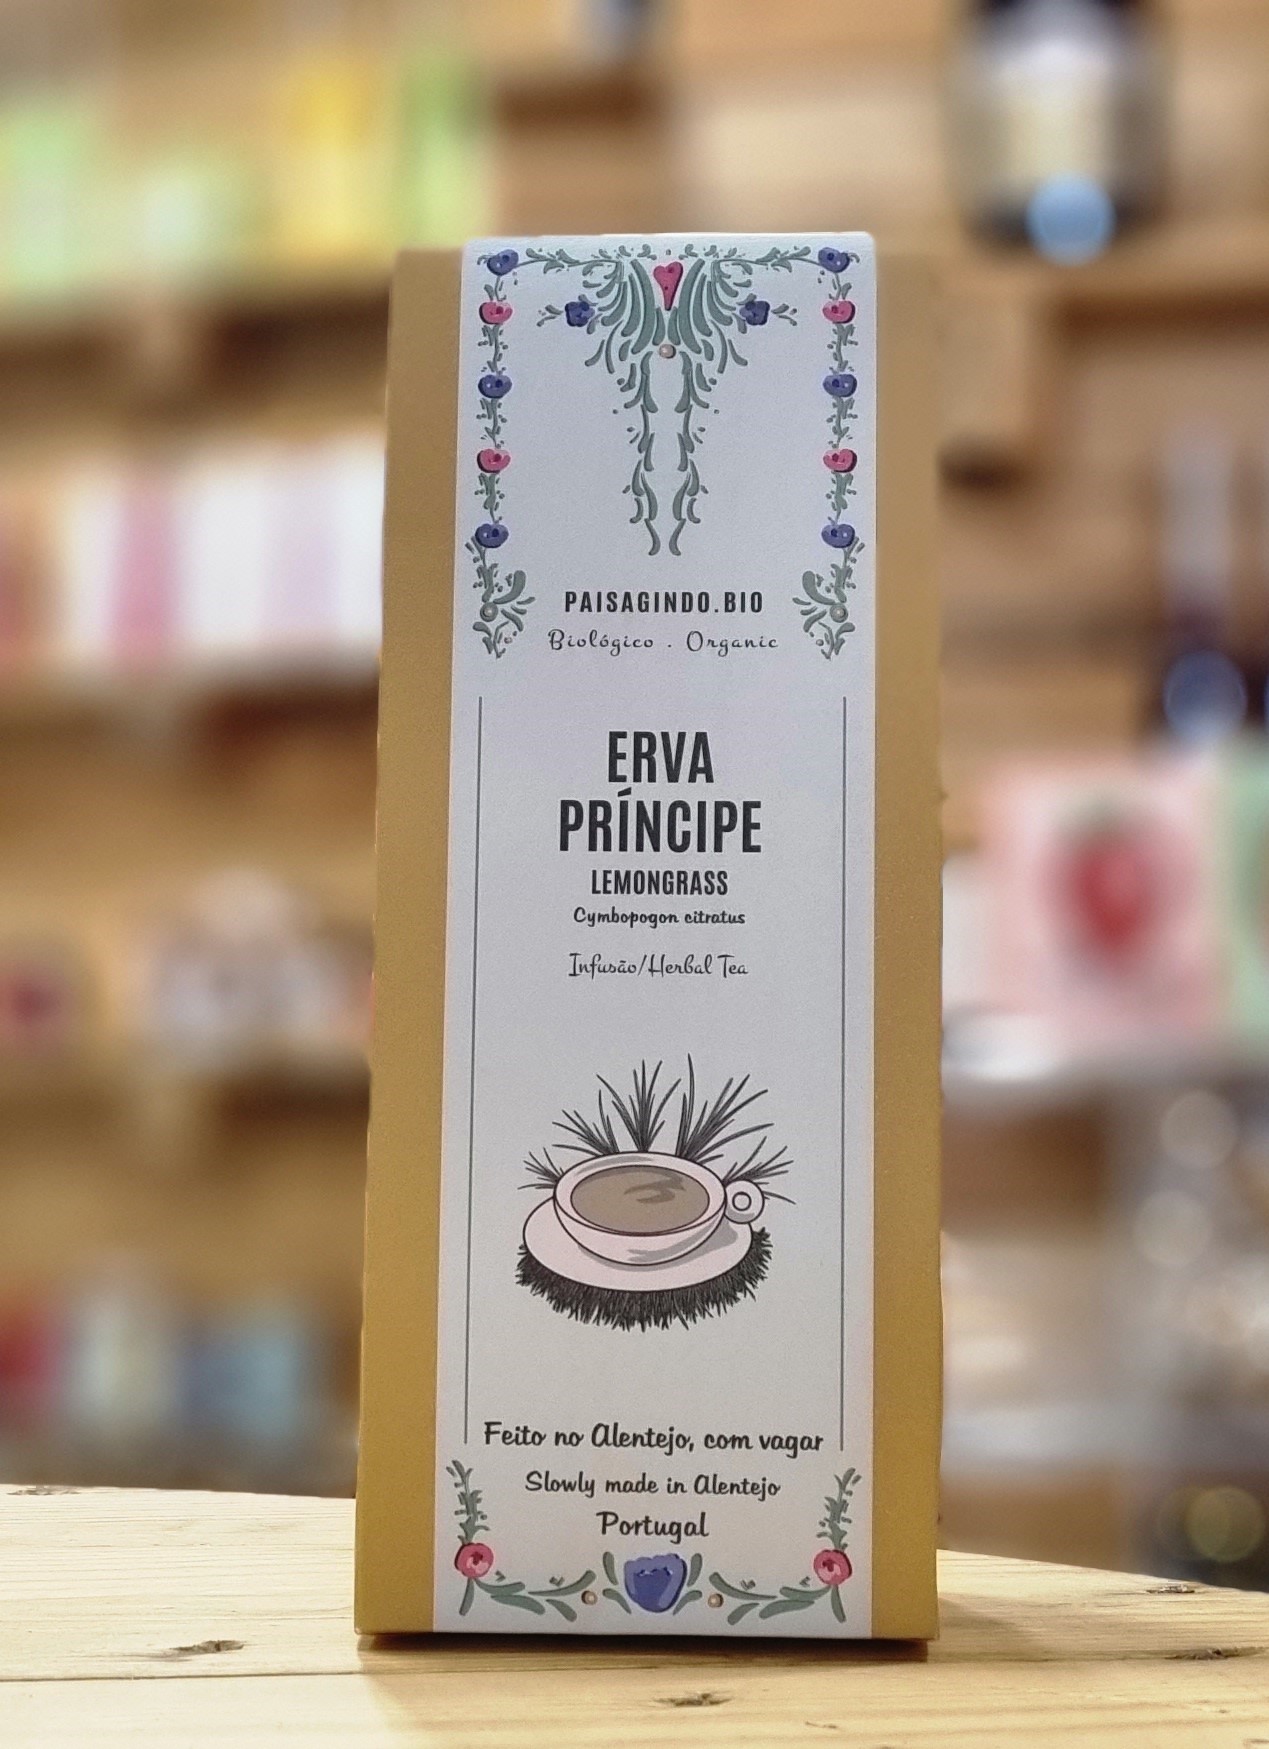 PAISAGINDO.BIO
Biológico . Organic
ERVA
PRÍNCIPE
LEMONGRASS
Cymbopogon citratus
Infusão/Herbal Tea
Feito no Alentejo, com vagar
Slowly made in Alentejo
Portugal